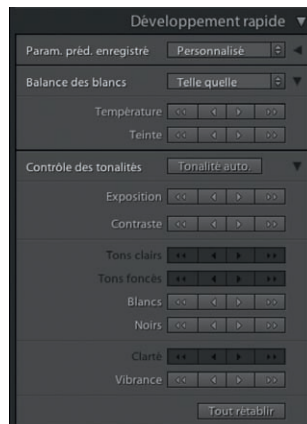 Développement rapide
Param. préd. enregistré Personnalisé
Balance des blancs Telle quelle
Température
Teinte
Contrôle des tonalités Tonalité auto.
Exposition
Contraste
Tons clairs
Tons foncés
Blancs
Noirs
Clarté
Vibrance
Tout rétablir